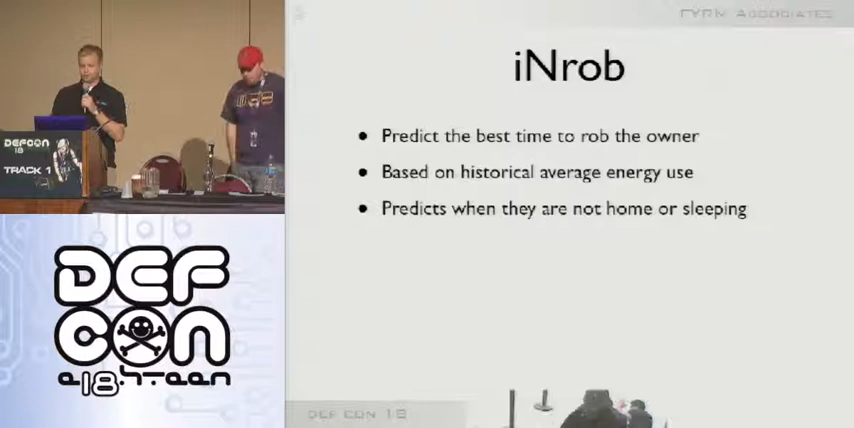 FYRM ASSOCIATES
iNrob
Predict the best time to rob the owner
Based on historical average energy use
Predicts when they are not home or sleeping
DEFCON
18
TRACK 1
DEF
CON
e18hteen
DEF CON 18